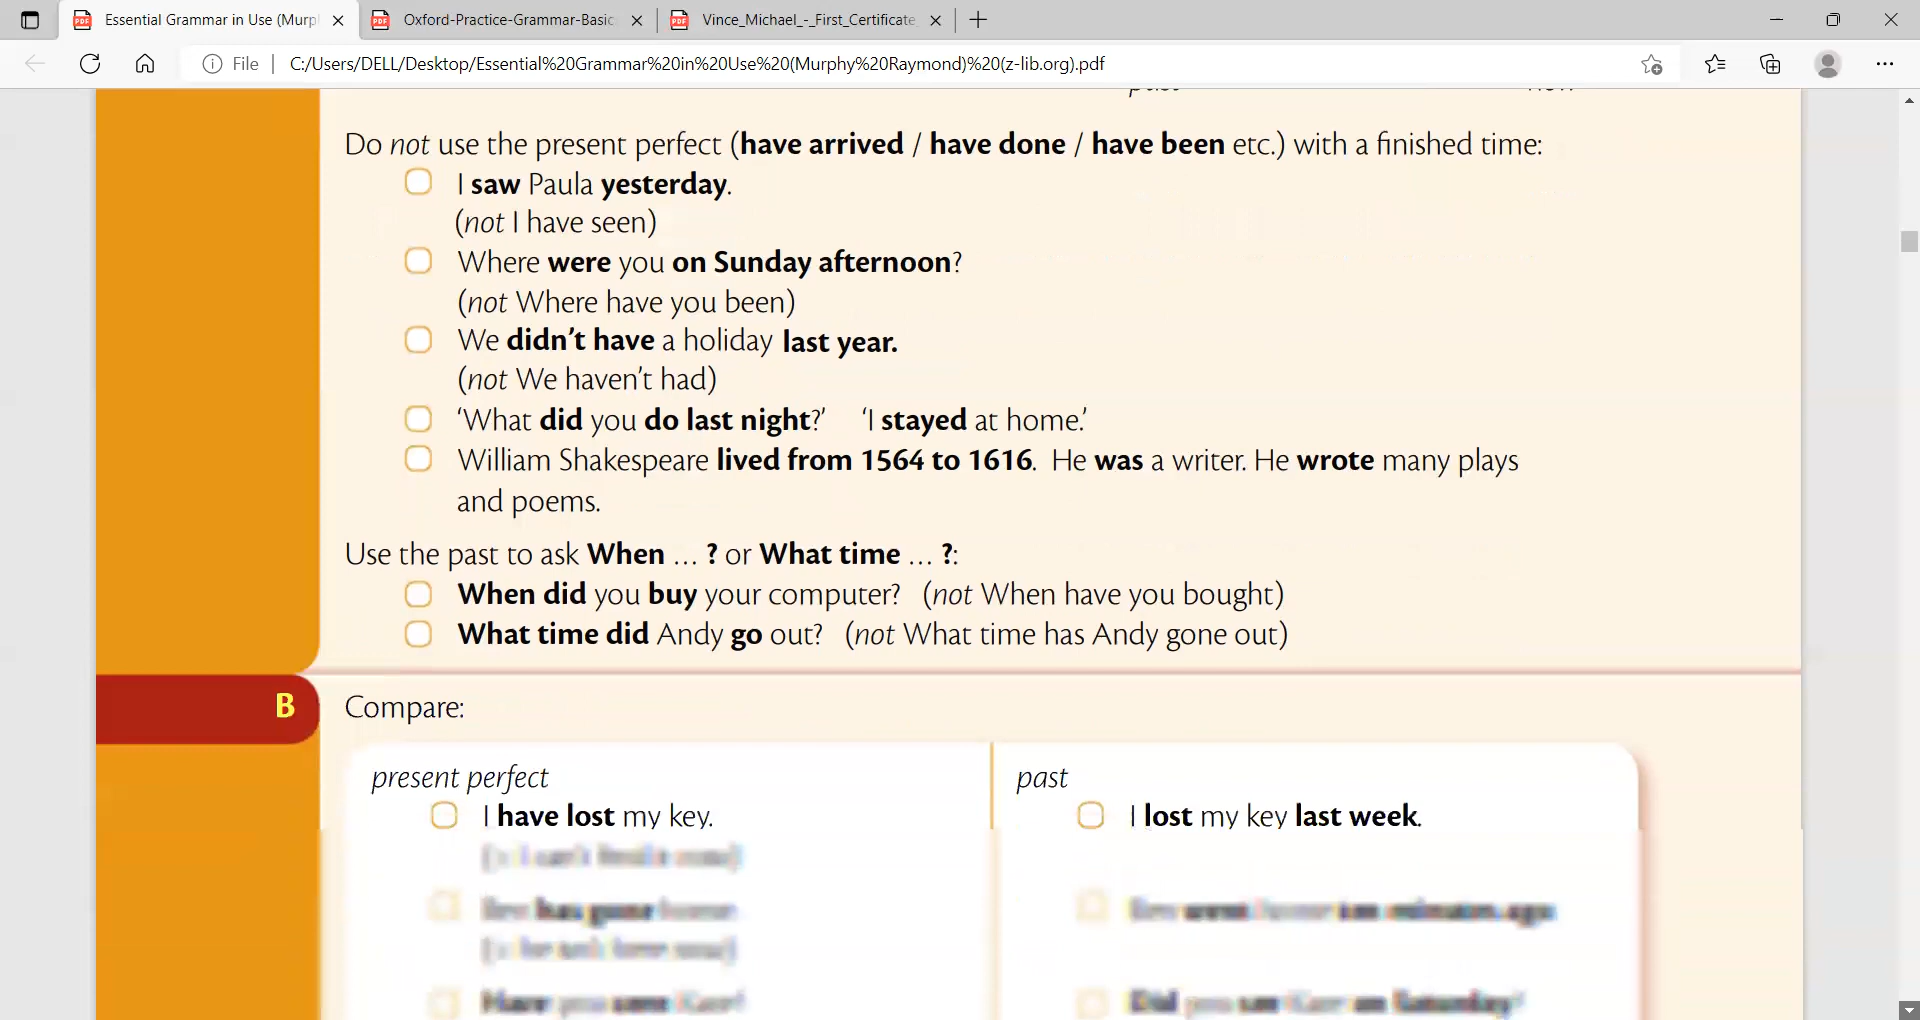 Essential Grammar in Use (Murp
Oxford-Practice-Grammar-Basic
Vince_Michael_-_First_Certificate
File
C:/Users/DELL/Desktop/Essential%20Grammar%20in%20Use%20(Murphy%20Raymond)%20(z-lib.org).pdf
Do not use the present perfect (have arrived / have done / have been etc.) with a finished time:
I saw Paula yesterday.
(not I have seen)
Where were you on Sunday afternoon?
(not Where have you been)
We didn't have a holiday last year.
(not We haven't had)
‘What did you do last night?’ ‘I stayed at home.’
William Shakespeare lived from 1564 to 1616. He was a writer. He wrote many plays
and poems.
Use the past to ask When … ? or What time … ?:
When did you buy your computer? (not When have you bought)
What time did Andy go out? (not What time has Andy gone out)
B
Compare:
present perfect
past
I have lost my key.
I lost my key last week.